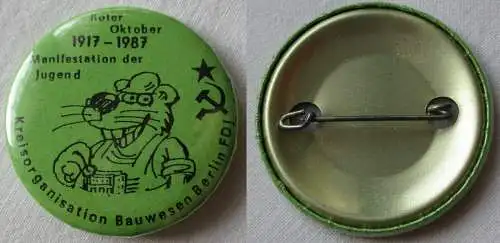 Roter
Oktober
1917-1987
Manifestation der
Jugend
Kreisorganisation Bauwesen Berlin FDJ